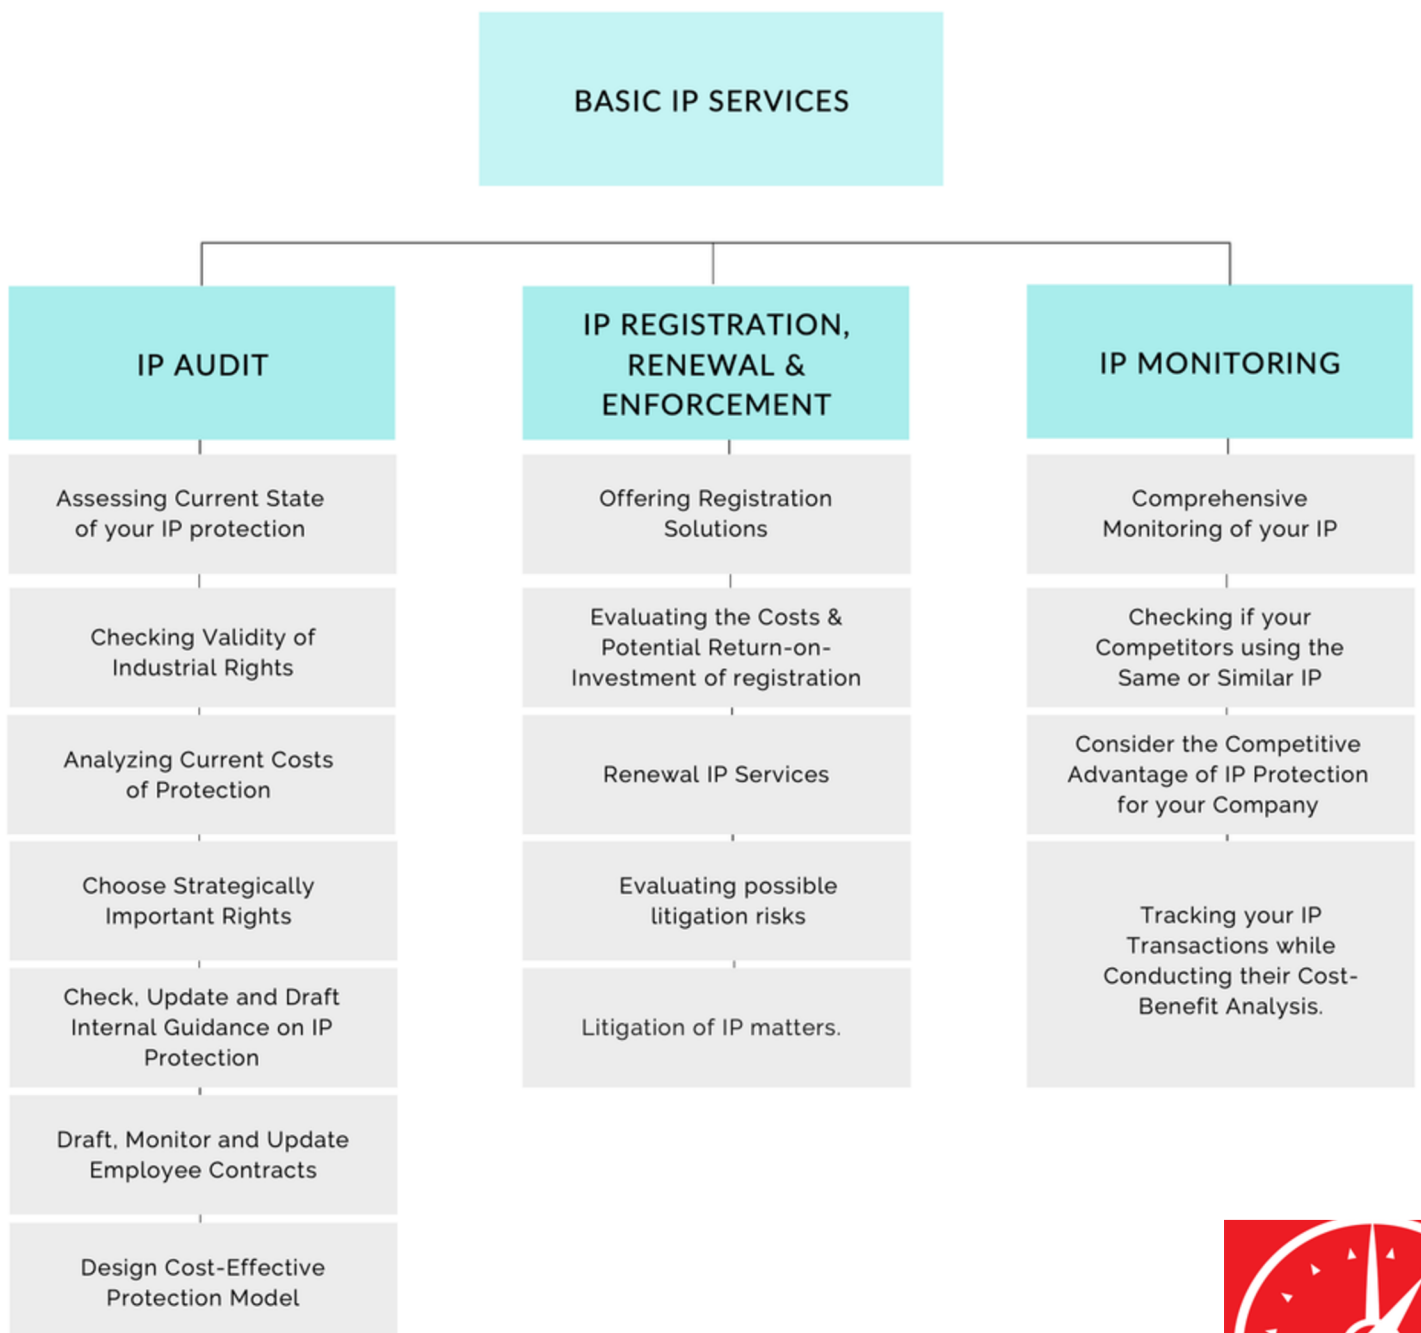 BASIC IP SERVICES
IP AUDIT
Assessing Current State
of your IP protection
Checking Validity of
Industrial Rights
Analyzing Current Costs
of Protection
Choose Strategically
Important Rights
Check, Update and Draft
Internal Guidance on IP
Protection
Draft, Monitor and Update
Employee Contracts
Design Cost-Effective
Protection Model
IP REGISTRATION,
RENEWAL &
ENFORCEMENT
Offering Registration
Solutions
Evaluating the Costs &
Potential Return-on-
Investment of registration
Renewal IP Services
Evaluating possible
litigation risks
Litigation of IP matters.
IP MONITORING
Comprehensive
Monitoring of your IP
Checking if your
Competitors using the
Same or Similar IP
Consider the Competitive
Advantage of IP Protection
for your Company
Tracking your IP
Transactions while
Conducting their Cost-
Benefit Analysis.